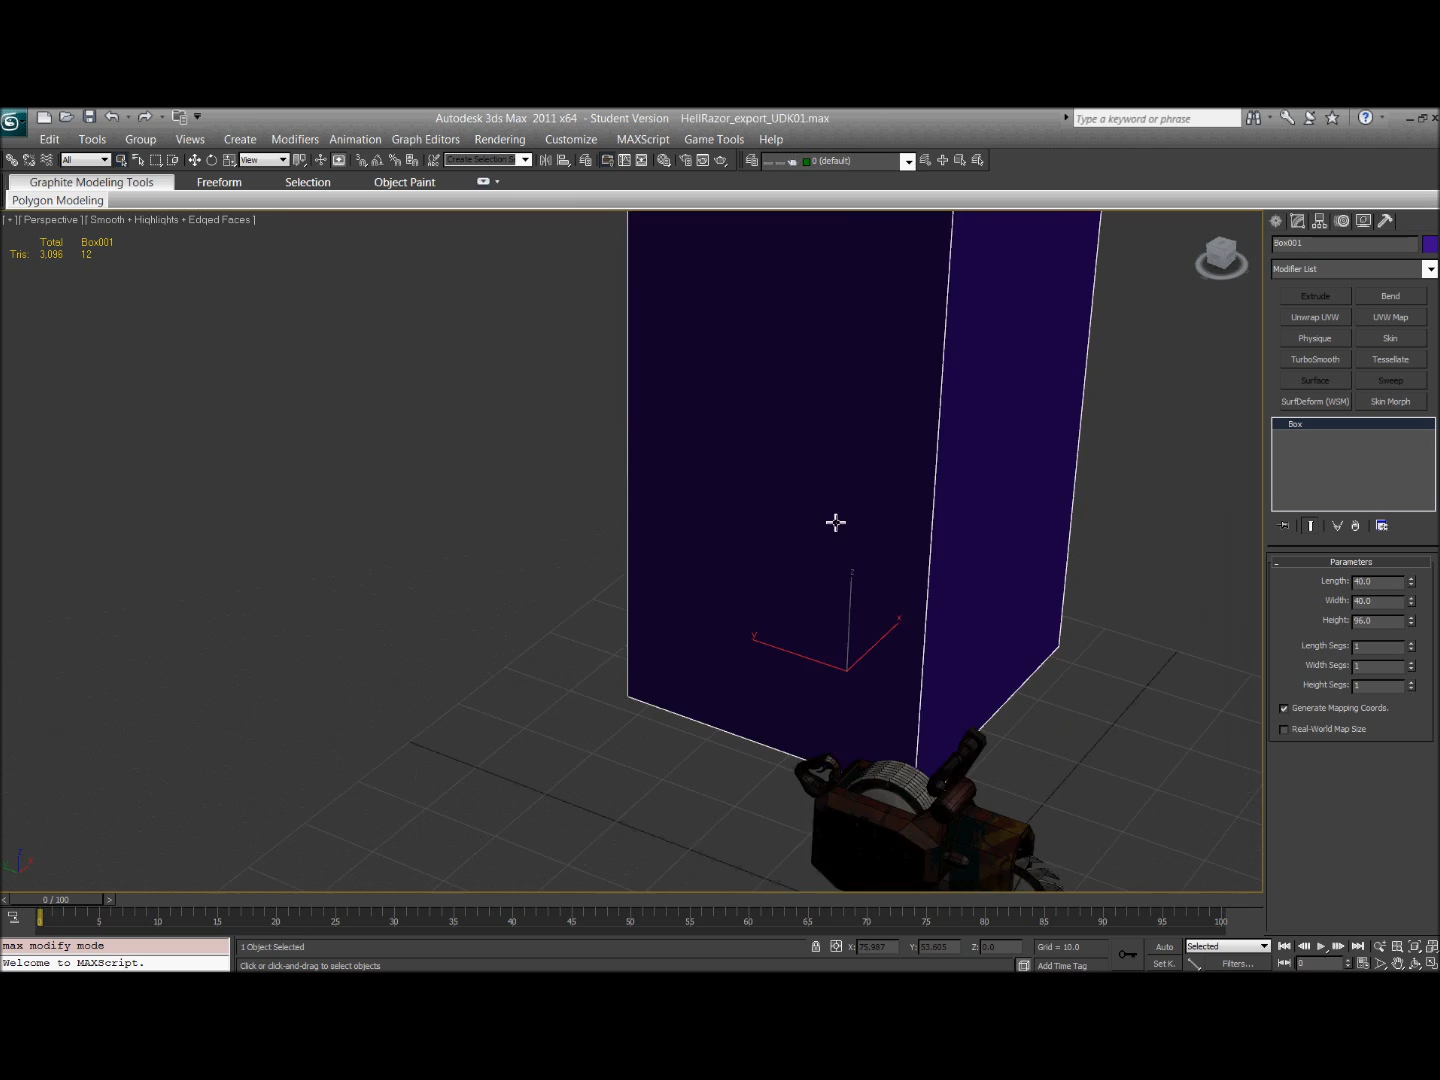 Autodesk 3ds Max 2011 x64 - Student Version HellRazor_export_UDK01.max
Type a keyword or phrase
Edit Tools Group Views Create Modifiers Animation Graph Editors Rendering Customize MAXScript Game Tools Help
All View Create Selection S 0 (default)
Graphite Modeling Tools Freeform Selection Object Paint
Polygon Modeling
[ + ][ Perspective ][ Smooth + Highlights + Edged Faces ]
Total Box001
Tris: 3,096 12
Box001
Modifier List
Extrude Bend
Unwrap UVW UVW Map
Physique Skin
TurboSmooth Tessellate
Surface Sweep
SurfDeform (WSM) Skin Morph
Box
- Parameters
Length: 40.0
Width: 40.0
Height: 96.0
Length Segs: 1
Width Segs: 1
Height Segs: 1
Generate Mapping Coords.
Real-World Map Size
z
x
y
z
x
y
< 0 / 100 >
0 5 10 15 20 25 30 35 40 45 50 55 60 65 70 75 80 85 90 95 100
max modify mode
Welcome to MAXScript.
1 Object Selected X: 75.987 Y: 53.605 Z: 0.0 Grid = 10.0 Auto Selected
Click or click-and-drag to select objects Add Time Tag Set K. Filters... 0